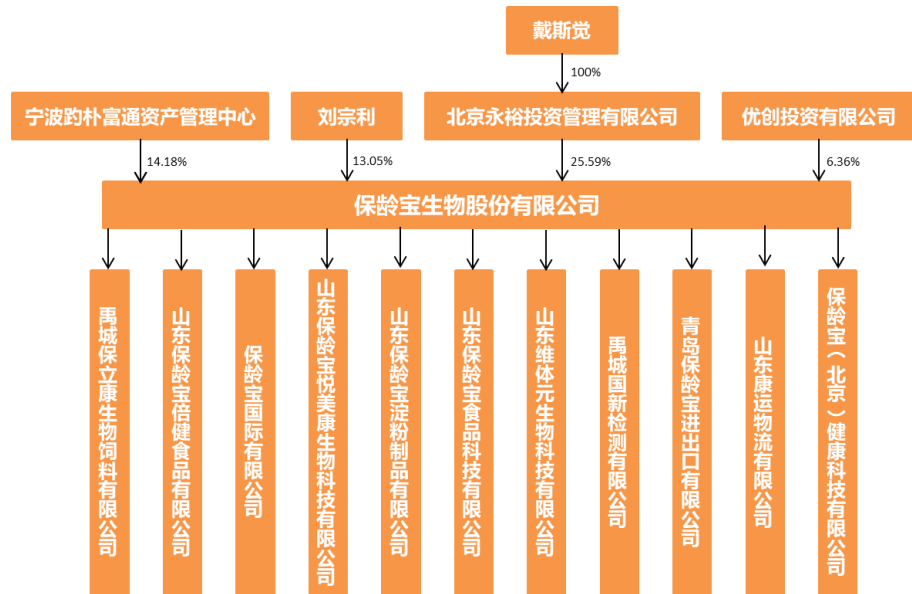 戴斯觉
100%
宁波趵朴富通资产管理中心
刘宗利
北京永裕投资管理有限公司
优创投资有限公司
14.18%
13.05%
25.59%
6.36%
保龄宝生物股份有限公司
禹城保立康生物饲料有限公司
山东保龄宝倍健食品有限公司
保龄宝国际有限公司
山东保龄宝悦美康生物科技有限公司
山东保龄宝淀粉制品有限公司
山东保龄宝食品科技有限公司
山东维体元生物科技有限公司
禹城国新检测有限公司
青岛保龄宝进出口有限公司
山东康运物流有限公司
保龄宝（北京）健康科技有限公司